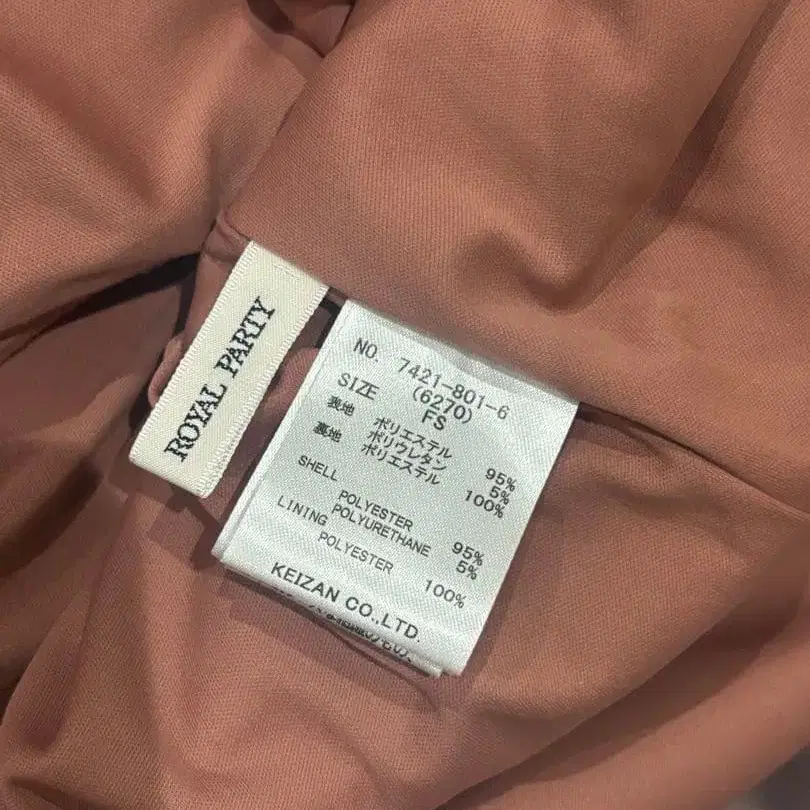 ROYAL PARTY
NO. 7421-801-6
(6270)
SIZE FS
表地 ポリエステル 95%
ポリウレタン 5%
裏地 ポリエステル 100%
SHELL
POLYESTER 95%
POLYURETHANE 5%
LINING
POLYESTER 100%
KEIZAN CO.,LTD.